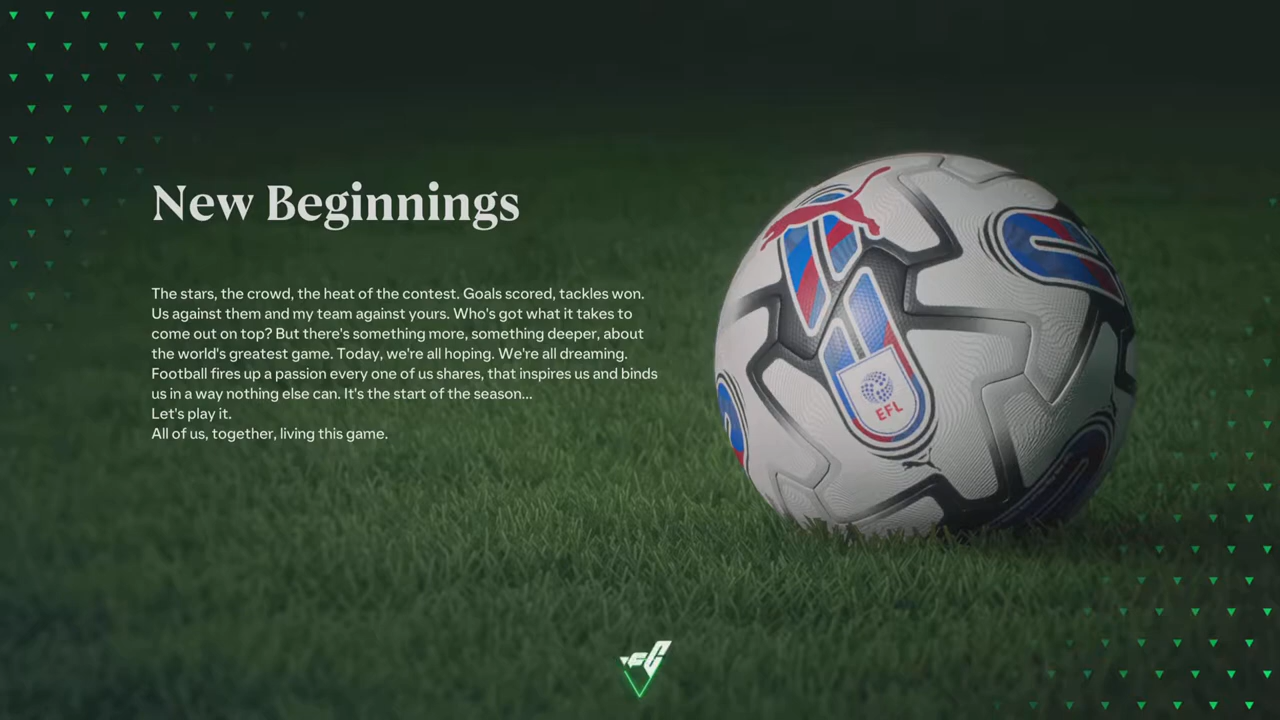 New Beginnings
The stars, the crowd, the heat of the contest. Goals scored, tackles won.
Us against them and my team against yours. Who's got what it takes to
come out on top? But there's something more, something deeper, about
the world's greatest game. Today, we're all hoping. We're all dreaming.
Football fires up a passion every one of us shares, that inspires us and binds
us in a way nothing else can. It's the start of the season...
Let's play it.
All of us, together, living this game.
EFL
FC